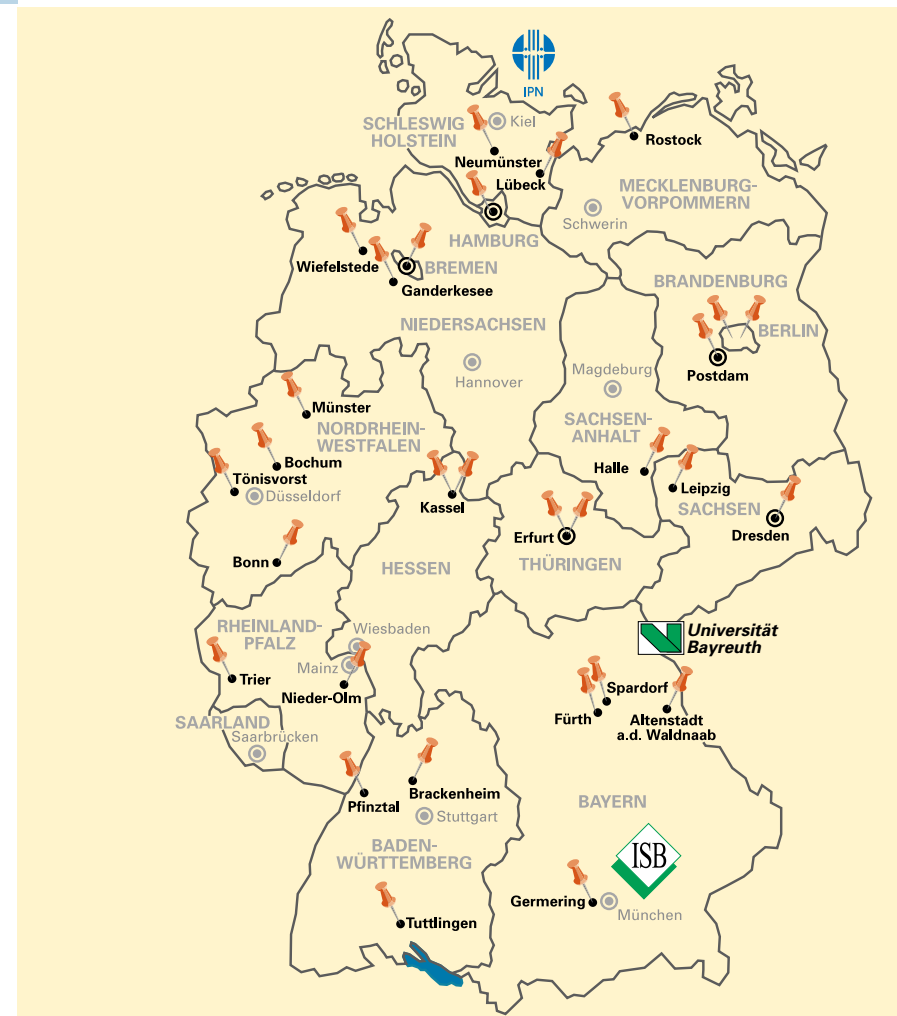 IPN
SCHLESWIG
HOLSTEIN
Kiel
Neumünster
Lübeck
Rostock
MECKLENBURG-
VORPOMMERN
Schwerin
HAMBURG
Wiefelstede
BREMEN
Ganderkesee
NIEDERSACHSEN
Hannover
BRANDENBURG
BERLIN
Postdam
Magdeburg
SACHSEN-
ANHALT
Münster
NORDRHEIN-
WESTFALEN
Bochum
Tönisvorst
Düsseldorf
Kassel
Halle
Leipzig
SACHSEN
Dresden
Erfurt
THÜRINGEN
Bonn
HESSEN
RHEINLAND-
PFALZ
Wiesbaden
Mainz
Trier
Nieder-Olm
Universität
Bayreuth
Spardorf
Fürth
Altenstadt
a.d. Waldnaab
SAARLAND
Saarbrücken
Pfinztal
Brackenheim
Stuttgart
BAYERN
BADEN-
WÜRTTEMBERG
ISB
Germering
München
Tuttlingen